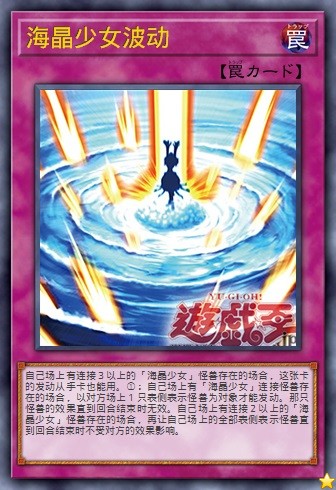 海晶少女波动
トラップ
罠
【罠カード】
YU-GI-OH!
遊戯王
自己场上有连接３以上的「海晶少女」怪兽存在的场合，这张卡
的发动从手卡也能用。①：自己场上有「海晶少女」连接怪兽存
在的场合，以对方场上１只表侧表示怪兽为对象才能发动。那只
怪兽的效果直到回合结束时无效。自己场上有连接２以上的「海
晶少女」怪兽存在的场合，再让自己场上的全部表侧表示怪兽直
到回合结束时不受对方的效果影响。